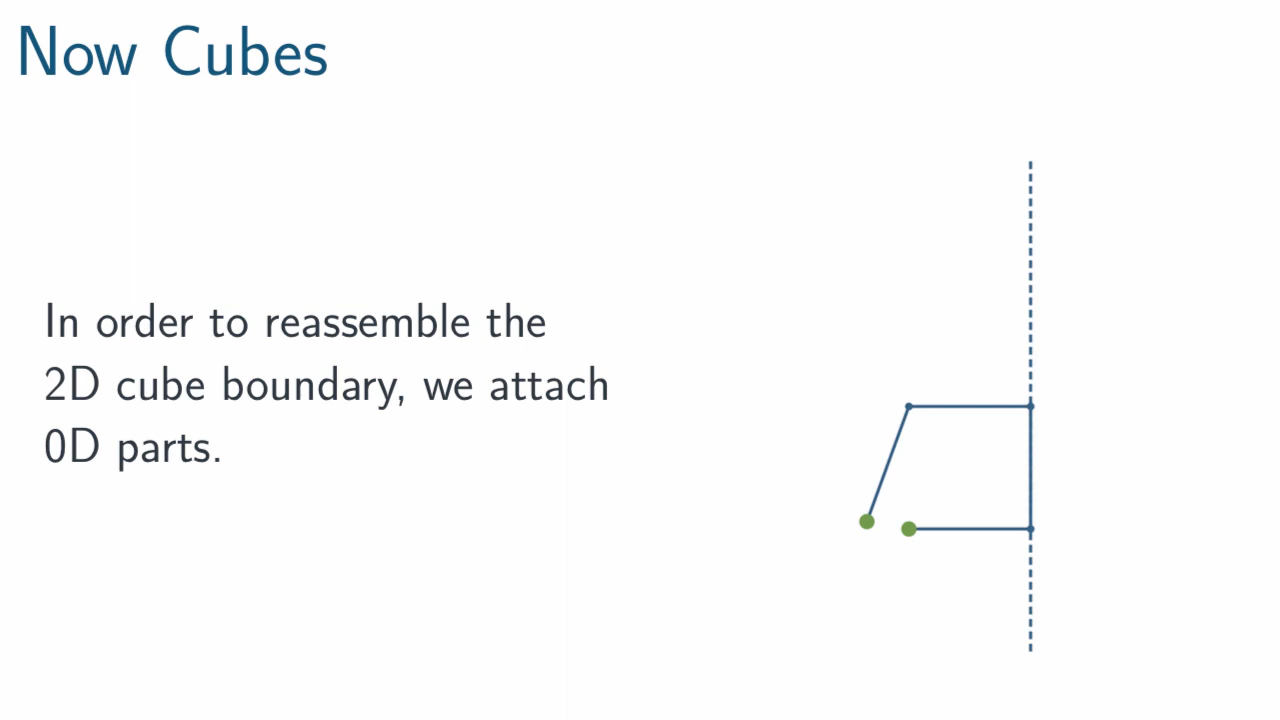 Now Cubes
In order to reassemble the
2D cube boundary, we attach
0D parts.